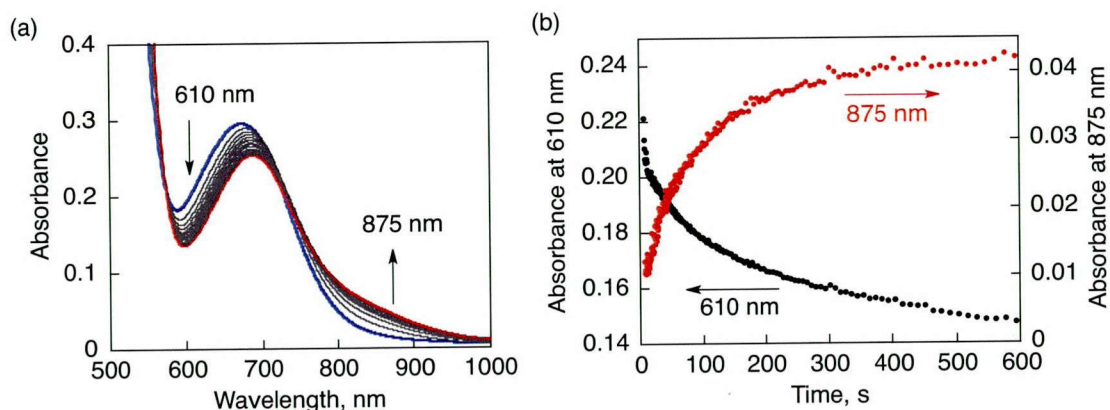 (a)
0.4
0.3
0.2
0.1
0
Absorbance
610 nm
875 nm
500 600 700 800 900 1000
Wavelength, nm
(b)
0.24
0.22
0.20
0.18
0.16
0.14
Absorbance at 610 nm
875 nm
610 nm
0.04
0.03
0.02
0.01
0
Absorbance at 875 nm
0 100 200 300 400 500 600
Time, s